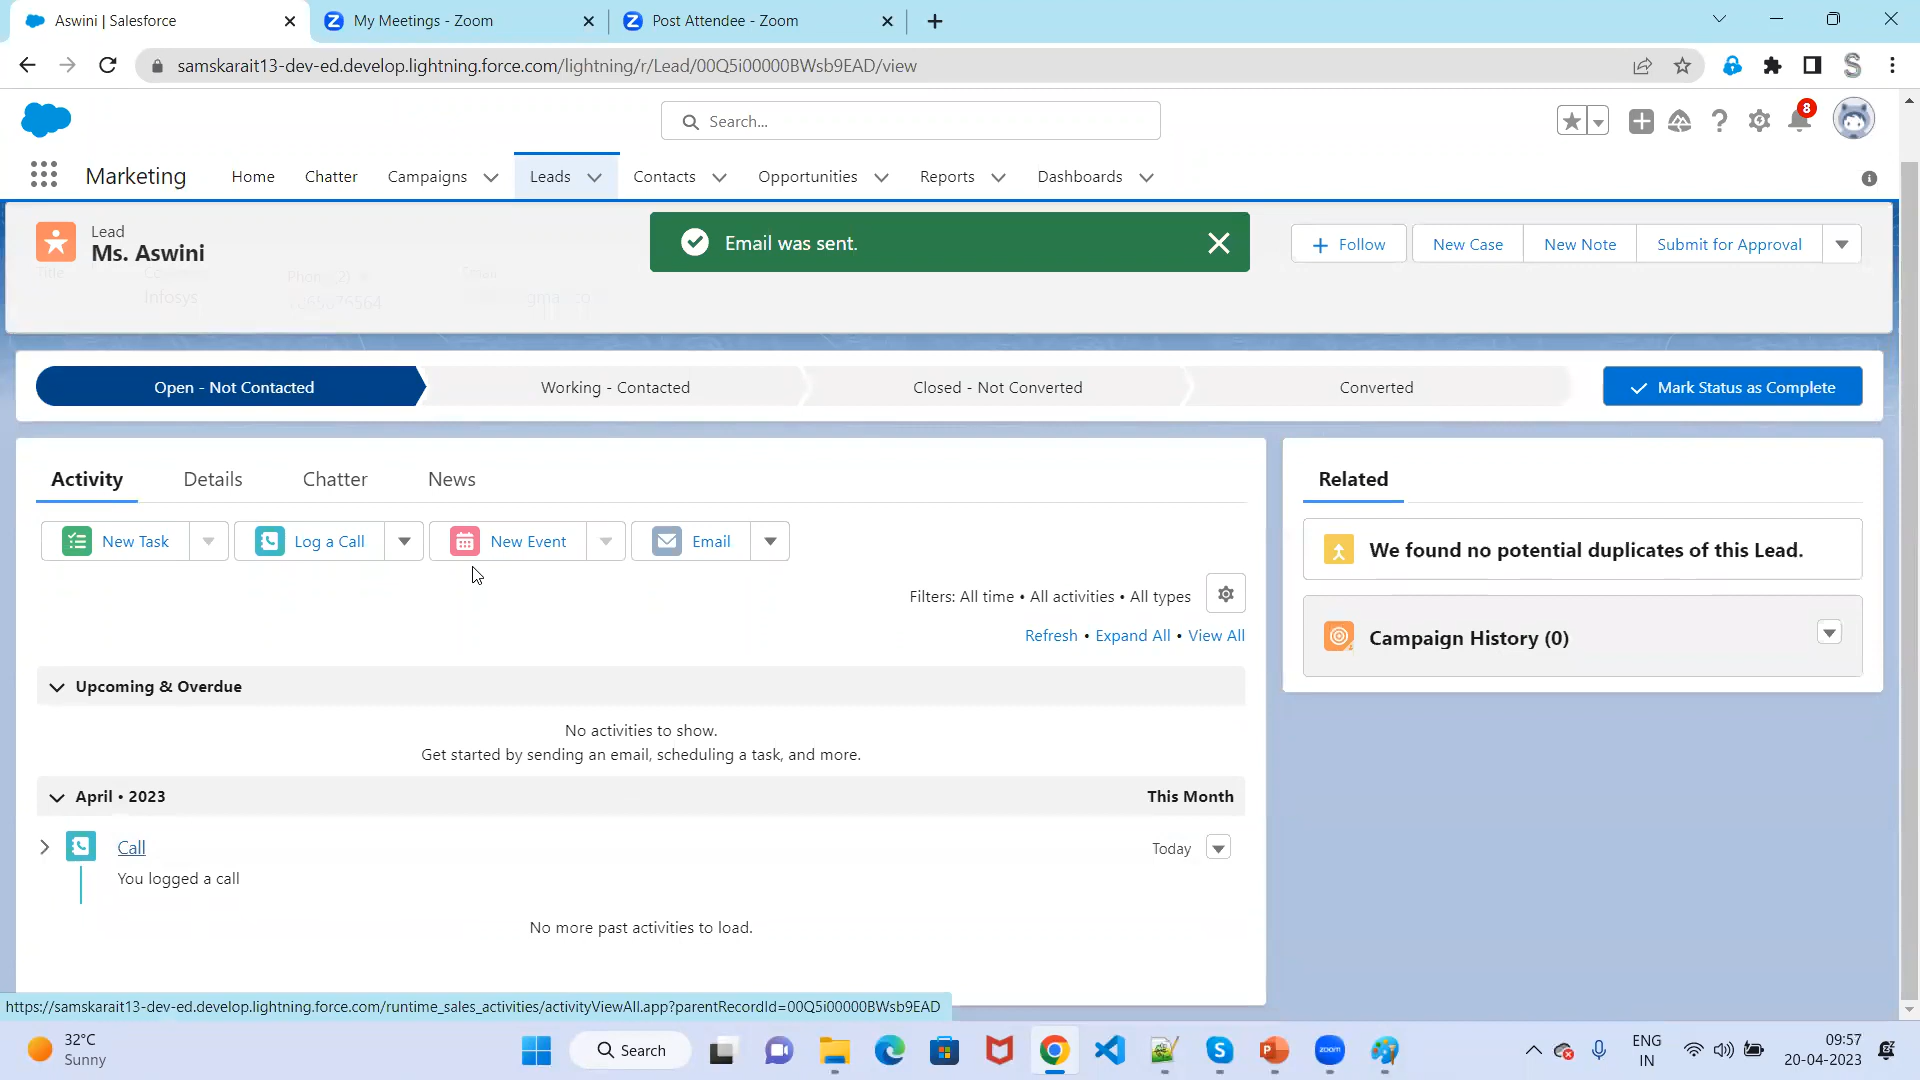 Aswini | Salesforce
My Meetings - Zoom
Post Attendee - Zoom
samskarait13-dev-ed.develop.lightning.force.com/lightning/r/Lead/00Q5i00000BWsb9EAD/view
Search...
8
Marketing
Home
Chatter
Campaigns
Leads
Contacts
Opportunities
Reports
Dashboards
Lead
Ms. Aswini
Email was sent.
Follow
New Case
New Note
Submit for Approval
Title
Phone (2)
Email
Infosys
Open - Not Contacted
Working - Contacted
Closed - Not Converted
Converted
Mark Status as Complete
Activity
Details
Chatter
News
Related
New Task
Log a Call
New Event
Email
We found no potential duplicates of this Lead.
Filters: All time • All activities • All types
Refresh • Expand All • View All
Campaign History (0)
Upcoming & Overdue
No activities to show.
Get started by sending an email, scheduling a task, and more.
April • 2023
This Month
Call
Today
You logged a call
No more past activities to load.
https://samskarait13-dev-ed.develop.lightning.force.com/runtime_sales_activities/activityViewAll.app?parentRecordId=00Q5i00000BWsb9EAD
32°C
Sunny
Search
zoom
ENG
IN
09:57
20-04-2023